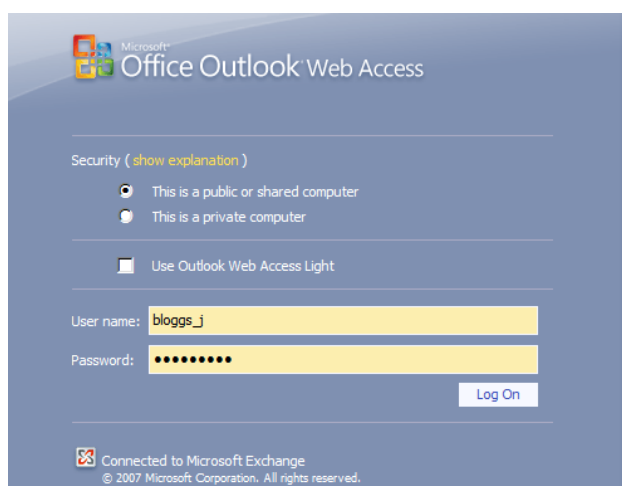 Microsoft®
Office Outlook® Web Access
Security ( show explanation )
This is a public or shared computer
This is a private computer
Use Outlook Web Access Light
User name: bloggs_j
Password: •••••••••
Log On
Connected to Microsoft Exchange
© 2007 Microsoft Corporation. All rights reserved.